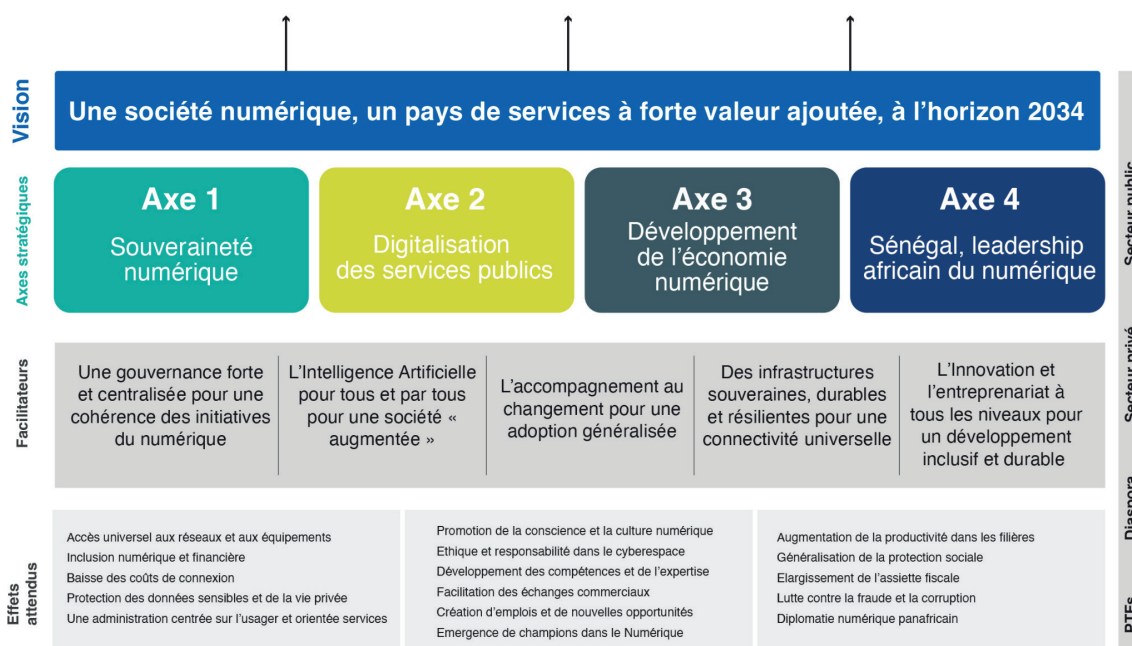 Vision
Une société numérique, un pays de services à forte valeur ajoutée, à l'horizon 2034
Axes stratégiques
Axe 1
Souveraineté
numérique
Axe 2
Digitalisation
des services publics
Axe 3
Développement
de l'économie
numérique
Axe 4
Sénégal, leadership
africain du numérique
Facilitateurs
Une gouvernance forte
et centralisée pour une
cohérence des initiatives
du numérique
L'Intelligence Artificielle
pour tous et par tous
pour une société «
augmentée »
L'accompagnement au
changement pour une
adoption généralisée
Des infrastructures
souveraines, durables
et résilientes pour une
connectivité universelle
L'Innovation et
l'entreprenariat à
tous les niveaux pour
un développement
inclusif et durable
Effets
attendus
Accès universel aux réseaux et aux équipements
Inclusion numérique et financière
Baisse des coûts de connexion
Protection des données sensibles et de la vie privée
Une administration centrée sur l'usager et orientée services
Promotion de la conscience et la culture numérique
Ethique et responsabilité dans le cyberespace
Développement des compétences et de l'expertise
Facilitation des échanges commerciaux
Création d'emplois et de nouvelles opportunités
Emergence de champions dans le Numérique
Augmentation de la productivité dans les filières
Généralisation de la protection sociale
Elargissement de l'assiette fiscale
Lutte contre la fraude et la corruption
Diplomatie numérique panafricain
Secteur public
Secteur privé
Diaspora
PTFs